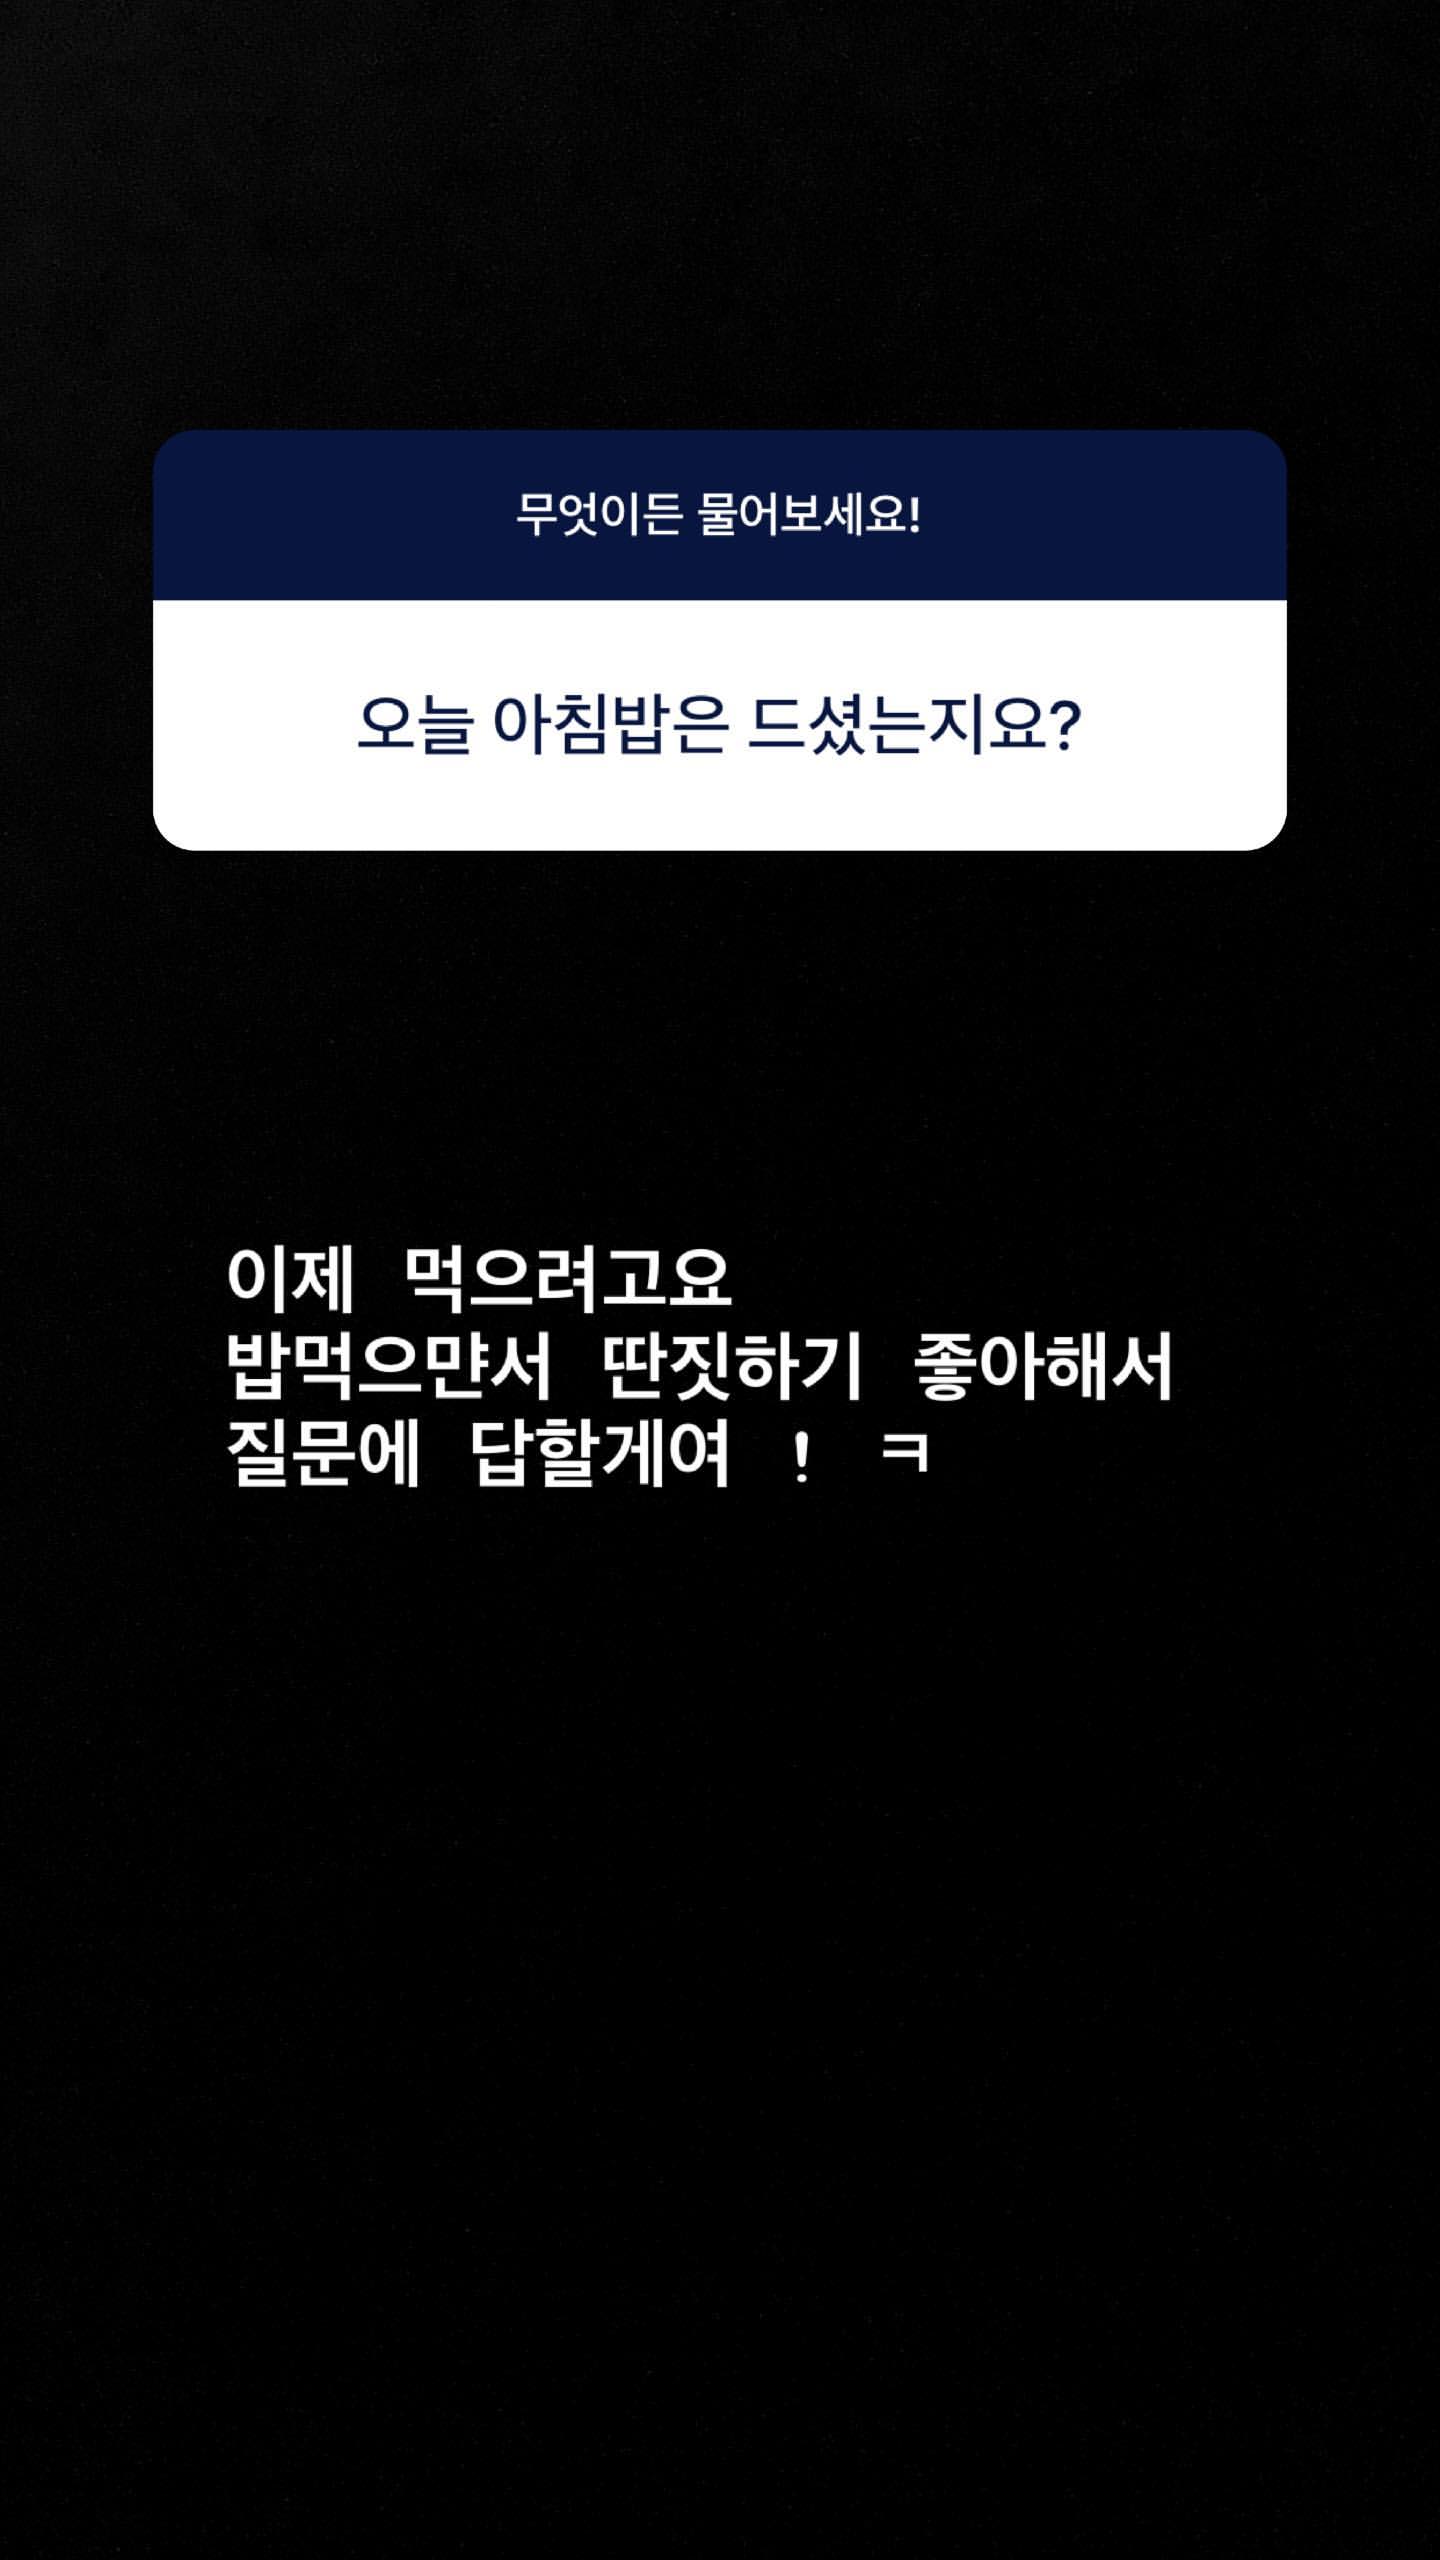 무엇이든 물어보세요!
오늘 아침밥은 드셨는지요?
이제 먹으려고요
밥먹으먄서 딴짓하기 좋아해서
질문에 답할게여 ! ㅋ